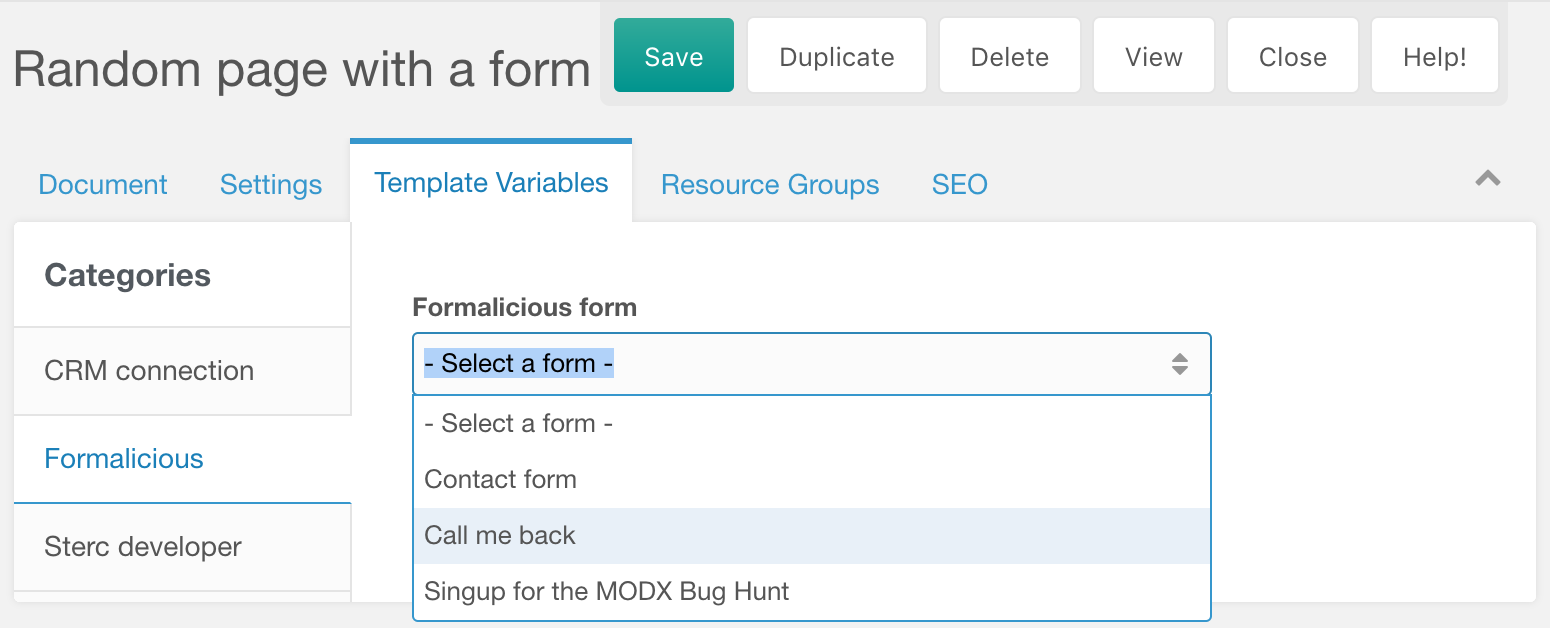 Random page with a form
Save Duplicate Delete View Close Help!
Document Settings Template Variables Resource Groups SEO
Categories
CRM connection
Formalicious
Sterc developer
Formalicious form
- Select a form -
- Select a form -
Contact form
Call me back
Singup for the MODX Bug Hunt